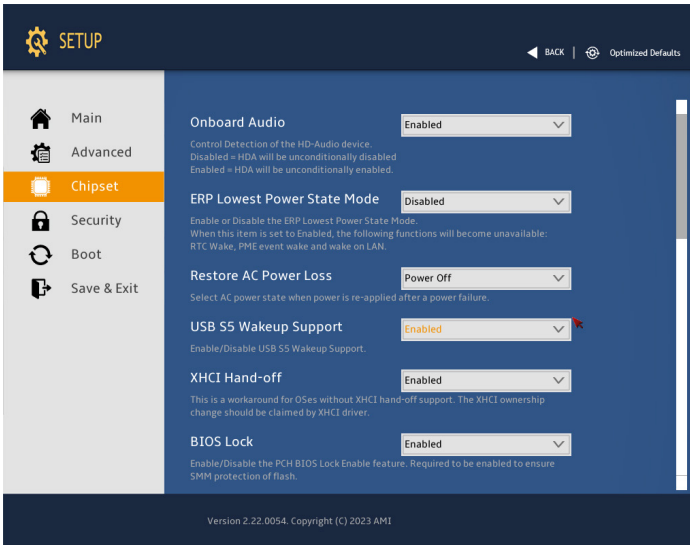 SETUP
BACK | Optimized Defaults
Main
Advanced
Chipset
Security
Boot
Save & Exit
Onboard Audio Enabled
Control Detection of the HD-Audio device.
Disabled = HDA will be unconditionally disabled
Enabled = HDA will be unconditionally enabled.
ERP Lowest Power State Mode Disabled
Enable or Disable the ERP Lowest Power State Mode.
When this item is set to Enabled, the following functions will become unavailable:
RTC Wake, PME event wake and wake on LAN.
Restore AC Power Loss Power Off
Select AC power state when power is re-applied after a power failure.
USB S5 Wakeup Support Enabled
Enable/Disable USB S5 Wakeup Support.
XHCI Hand-off Enabled
This is a workaround for OSes without XHCI hand-off support. The XHCI ownership
change should be claimed by XHCI driver.
BIOS Lock Enabled
Enable/Disable the PCH BIOS Lock Enable feature. Required to be enabled to ensure
SMM protection of flash.
Version 2.22.0054. Copyright (C) 2023 AMI